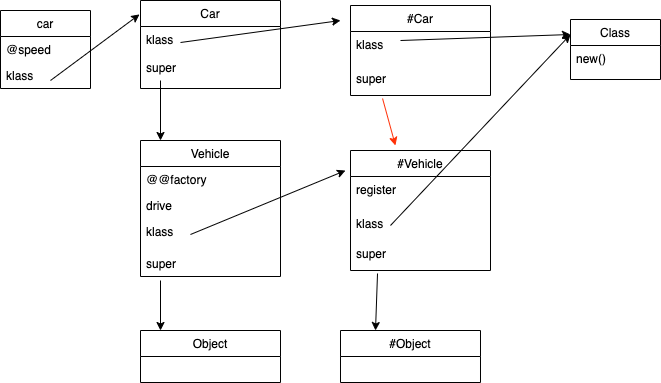 car
@speed
klass
Car
klass
super
#Car
klass
super
Class
new()
Vehicle
@@factory
drive
klass
super
#Vehicle
register
klass
super
Object
#Object